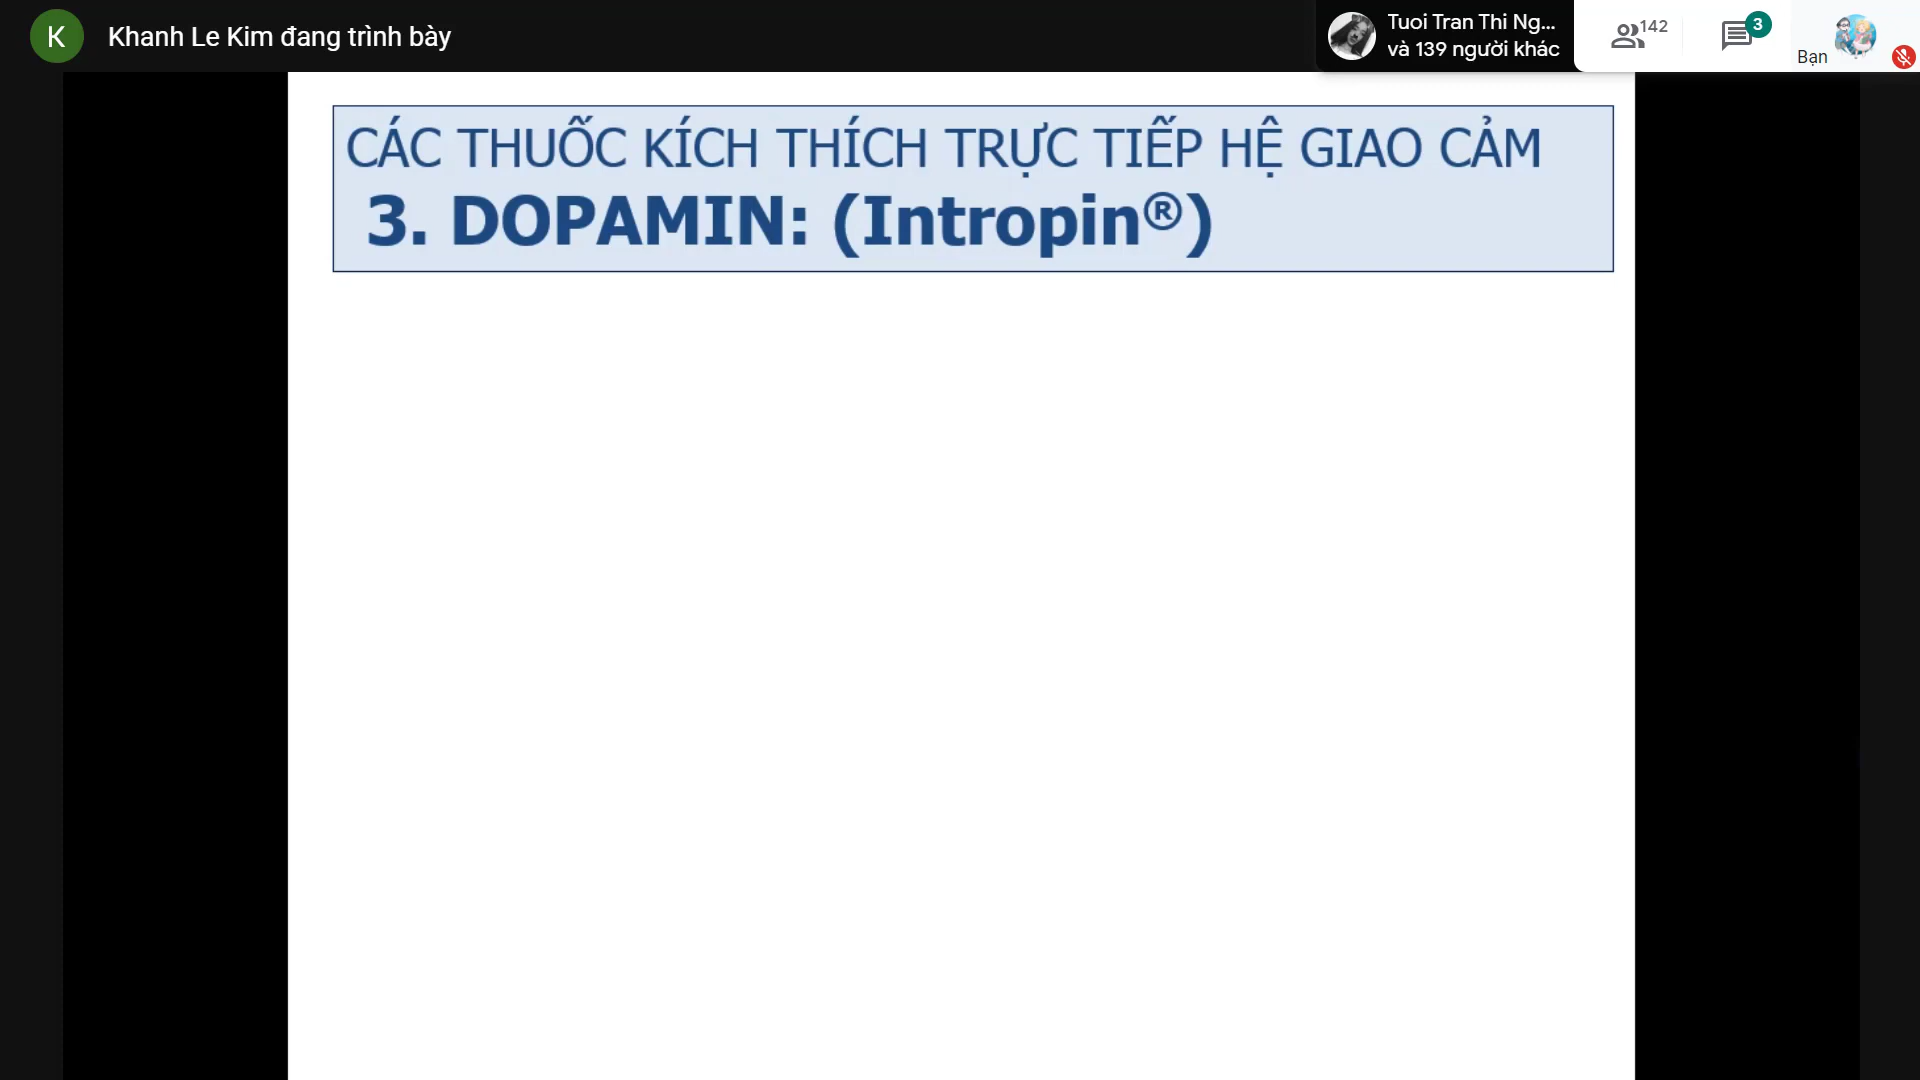 K
Khanh Le Kim đang trình bày
Tuoi Tran Thi Ng...
và 139 người khác
142
3
Bạn
CÁC THUỐC KÍCH THÍCH TRỰC TIẾP HỆ GIAO CẢM
3. DOPAMIN: (Intropin®)